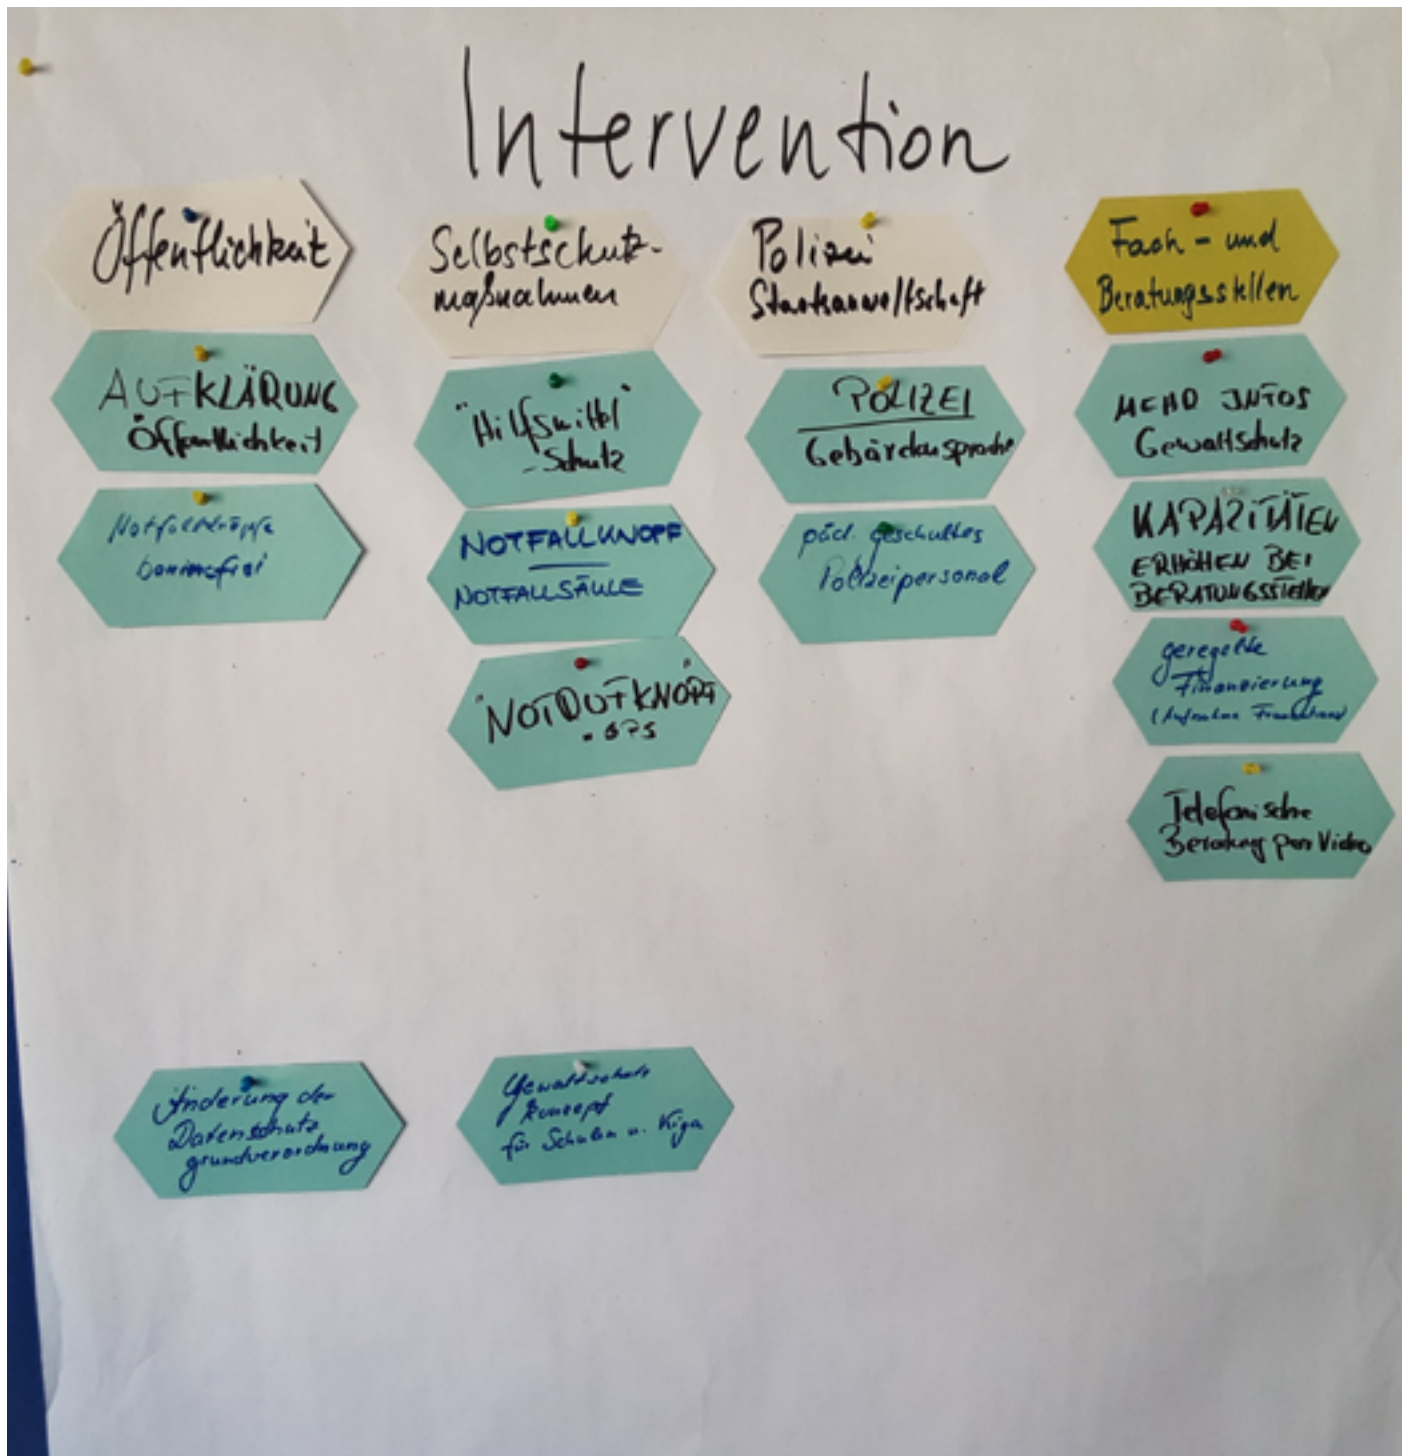 Intervention
Öffentlichkeit
AUFKLÄRUNG
Öffentlichkeit
Notfallknöpfe
barrierefrei
Selbstschutz-
maßnahmen
"Hilfsmittel"
- Schutz
NOTFALLKNOPF
NOTFALLSÄULE
"NOTRUFKNOPF"
• GPS
Polizei
Staatsanwaltschaft
POLIZEI
Gebärdensprache
päd. geschultes
Polizeipersonal
Fach- und
Beratungsstellen
MEHR INFOS
Gewaltschutz
KAPAZITÄTEN
ERHÖHEN BEI
BERATUNGSSTELLEN
geregelte
Finanzierung
(Aufnahme Frauenhaus)
Telefonische
Beratung per Video
Änderung der
Datenschutz
grundverordnung
Gewaltschutz
konzept
für Schulen u. Kiga